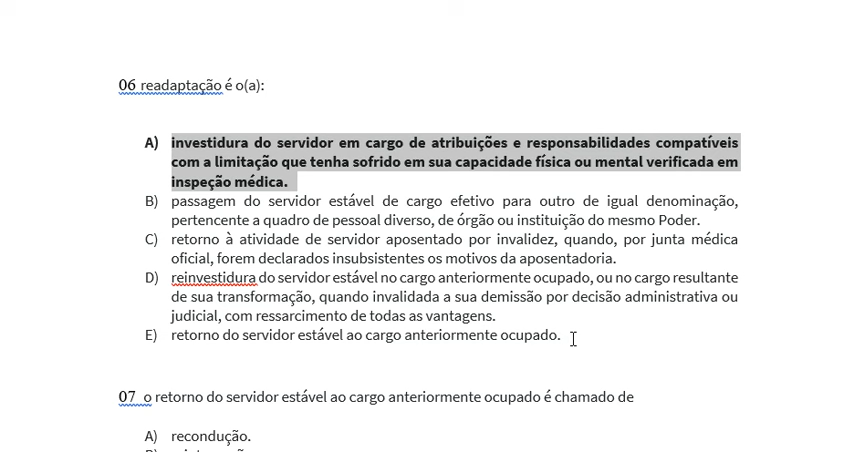 06 readaptação é o(a):
A) investidura do servidor em cargo de atribuições e responsabilidades compatíveis
com a limitação que tenha sofrido em sua capacidade física ou mental verificada em
inspeção médica.
B) passagem do servidor estável de cargo efetivo para outro de igual denominação,
pertencente a quadro de pessoal diverso, de órgão ou instituição do mesmo Poder.
C) retorno à atividade de servidor aposentado por invalidez, quando, por junta médica
oficial, forem declarados insubsistentes os motivos da aposentadoria.
D) reinvestidura do servidor estável no cargo anteriormente ocupado, ou no cargo resultante
de sua transformação, quando invalidada a sua demissão por decisão administrativa ou
judicial, com ressarcimento de todas as vantagens.
E) retorno do servidor estável ao cargo anteriormente ocupado.
07 o retorno do servidor estável ao cargo anteriormente ocupado é chamado de
A) recondução.